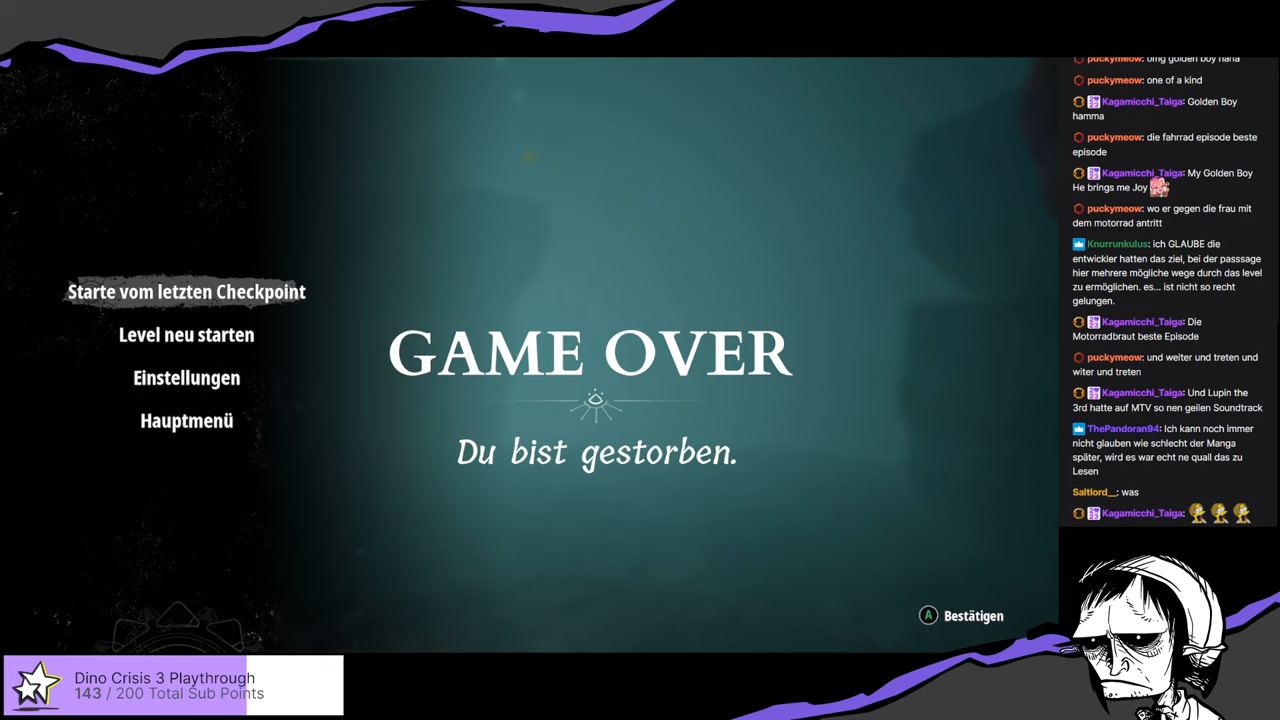 puckymeow: omg golden boy haha
puckymeow: one of a kind
Kagamicchi_Taiga: Golden Boy
hamma
puckymeow: die fahrrad episode beste
episode
Kagamicchi_Taiga: My Golden Boy
He brings me Joy
puckymeow: wo er gegen die frau mit
dem motorrad antritt
Knurrunkulus: ich GLAUBE die
entwickler hatten das ziel, bei der passsage
hier mehrere mögliche wege durch das level
zu ermöglichen. es... ist nicht so recht
gelungen.
Kagamicchi_Taiga: Die
Motorradbraut beste Episode
puckymeow: und weiter und treten und
witer und treten
Kagamicchi_Taiga: Und Lupin the
3rd hatte auf MTV so nen geilen Soundtrack
ThePandoran94: Ich kann noch immer
nicht glauben wie schlecht der Manga
später, wird es war echt ne quall das zu
Lesen
Saltlord__: was
Kagamicchi_Taiga:
Starte vom letzten Checkpoint
Level neu starten
Einstellungen
Hauptmenü
GAME OVER
Du bist gestorben.
A Bestätigen
Dino Crisis 3 Playthrough
143 / 200 Total Sub Points